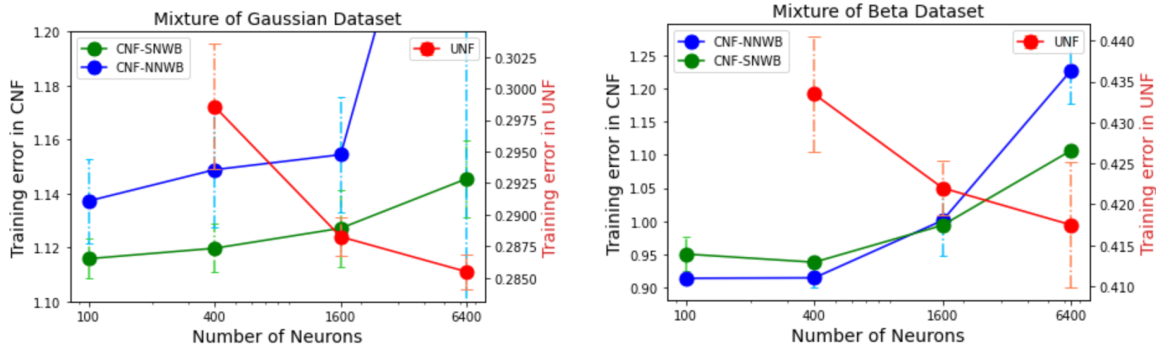 Mixture of Gaussian Dataset
1.20
1.18
1.16
1.14
1.12
1.10
Training error in CNF
CNF-SNWB
CNF-NNWB
UNF
0.3025
0.3000
0.2975
0.2950
0.2925
0.2900
0.2875
0.2850
Training error in UNF
100
400
1600
6400
Number of Neurons
Mixture of Beta Dataset
1.25
1.20
1.15
1.10
1.05
1.00
0.95
0.90
Training error in CNF
CNF-NNWB
CNF-SNWB
UNF
0.440
0.435
0.430
0.425
0.420
0.415
0.410
Training error in UNF
100
400
1600
6400
Number of Neurons